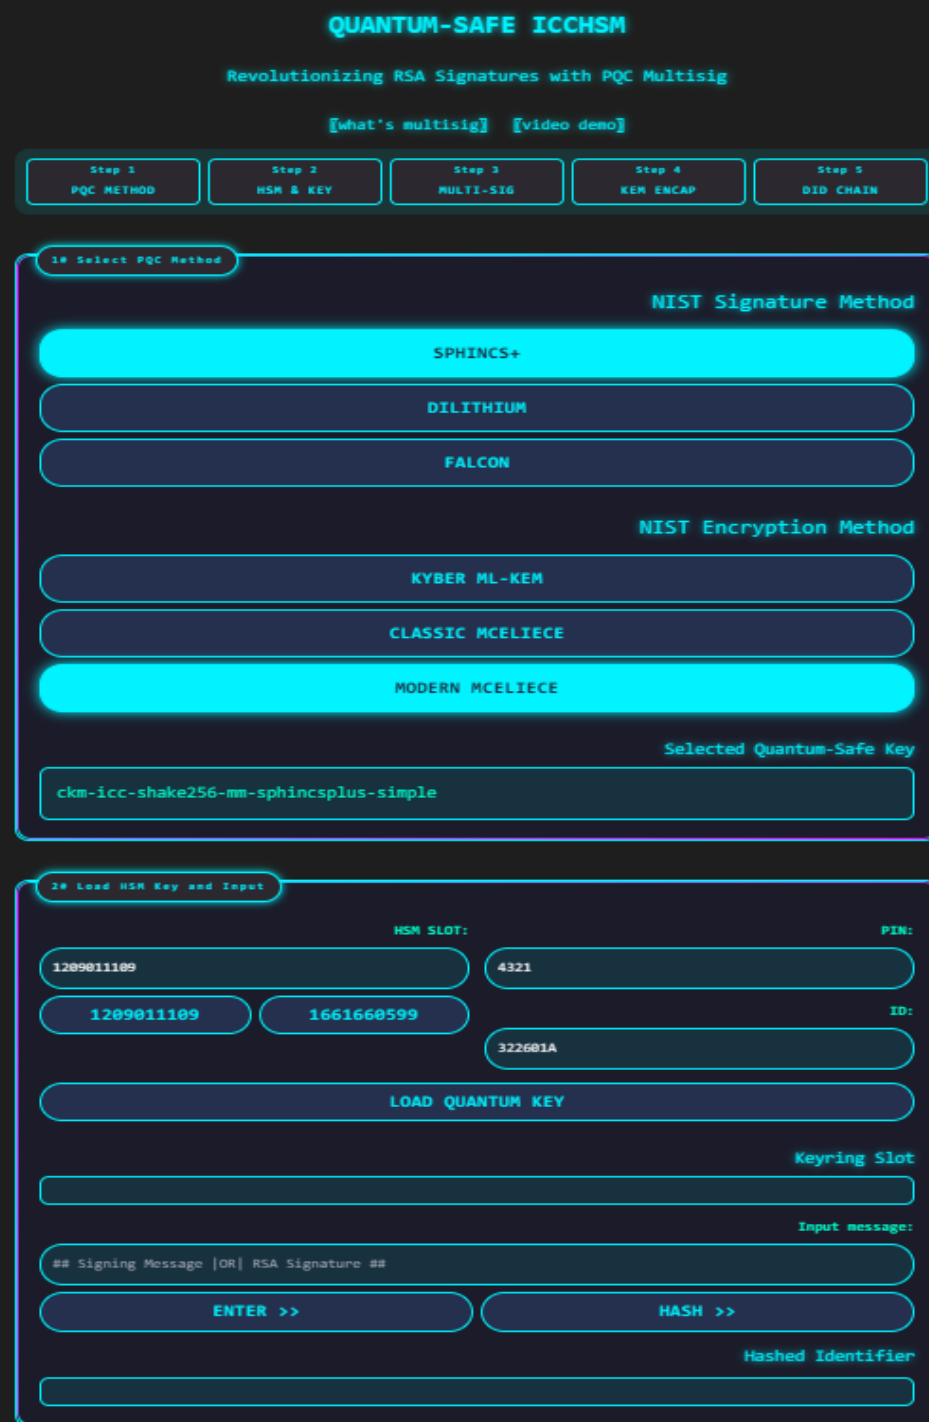 QUANTUM-SAFE ICCHSM
Revolutionizing RSA Signatures with PQC Multisig
〚what's multisig〛 〚video demo〛
Step 1
PQC METHOD
Step 2
HSM & KEY
Step 3
MULTI-SIG
Step 4
KEM ENCAP
Step 5
DID CHAIN
1# Select PQC Method
NIST Signature Method
SPHINCS+
DILITHIUM
FALCON
NIST Encryption Method
KYBER ML-KEM
CLASSIC MCELIECE
MODERN MCELIECE
Selected Quantum-Safe Key
ckm-icc-shake256-mm-sphincsplus-simple
2# Load HSM Key and Input
HSM SLOT:
1209011109
1209011109 1661660599
PIN:
4321
ID:
322601A
LOAD QUANTUM KEY
Keyring Slot
Input message:
## Signing Message |OR| RSA Signature ##
ENTER >> HASH >>
Hashed Identifier